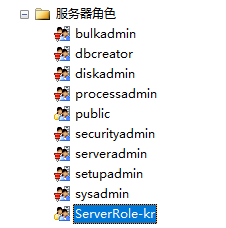 服务器角色
bulkadmin
dbcreator
diskadmin
processadmin
public
securityadmin
serveradmin
setupadmin
sysadmin
ServerRole-kr